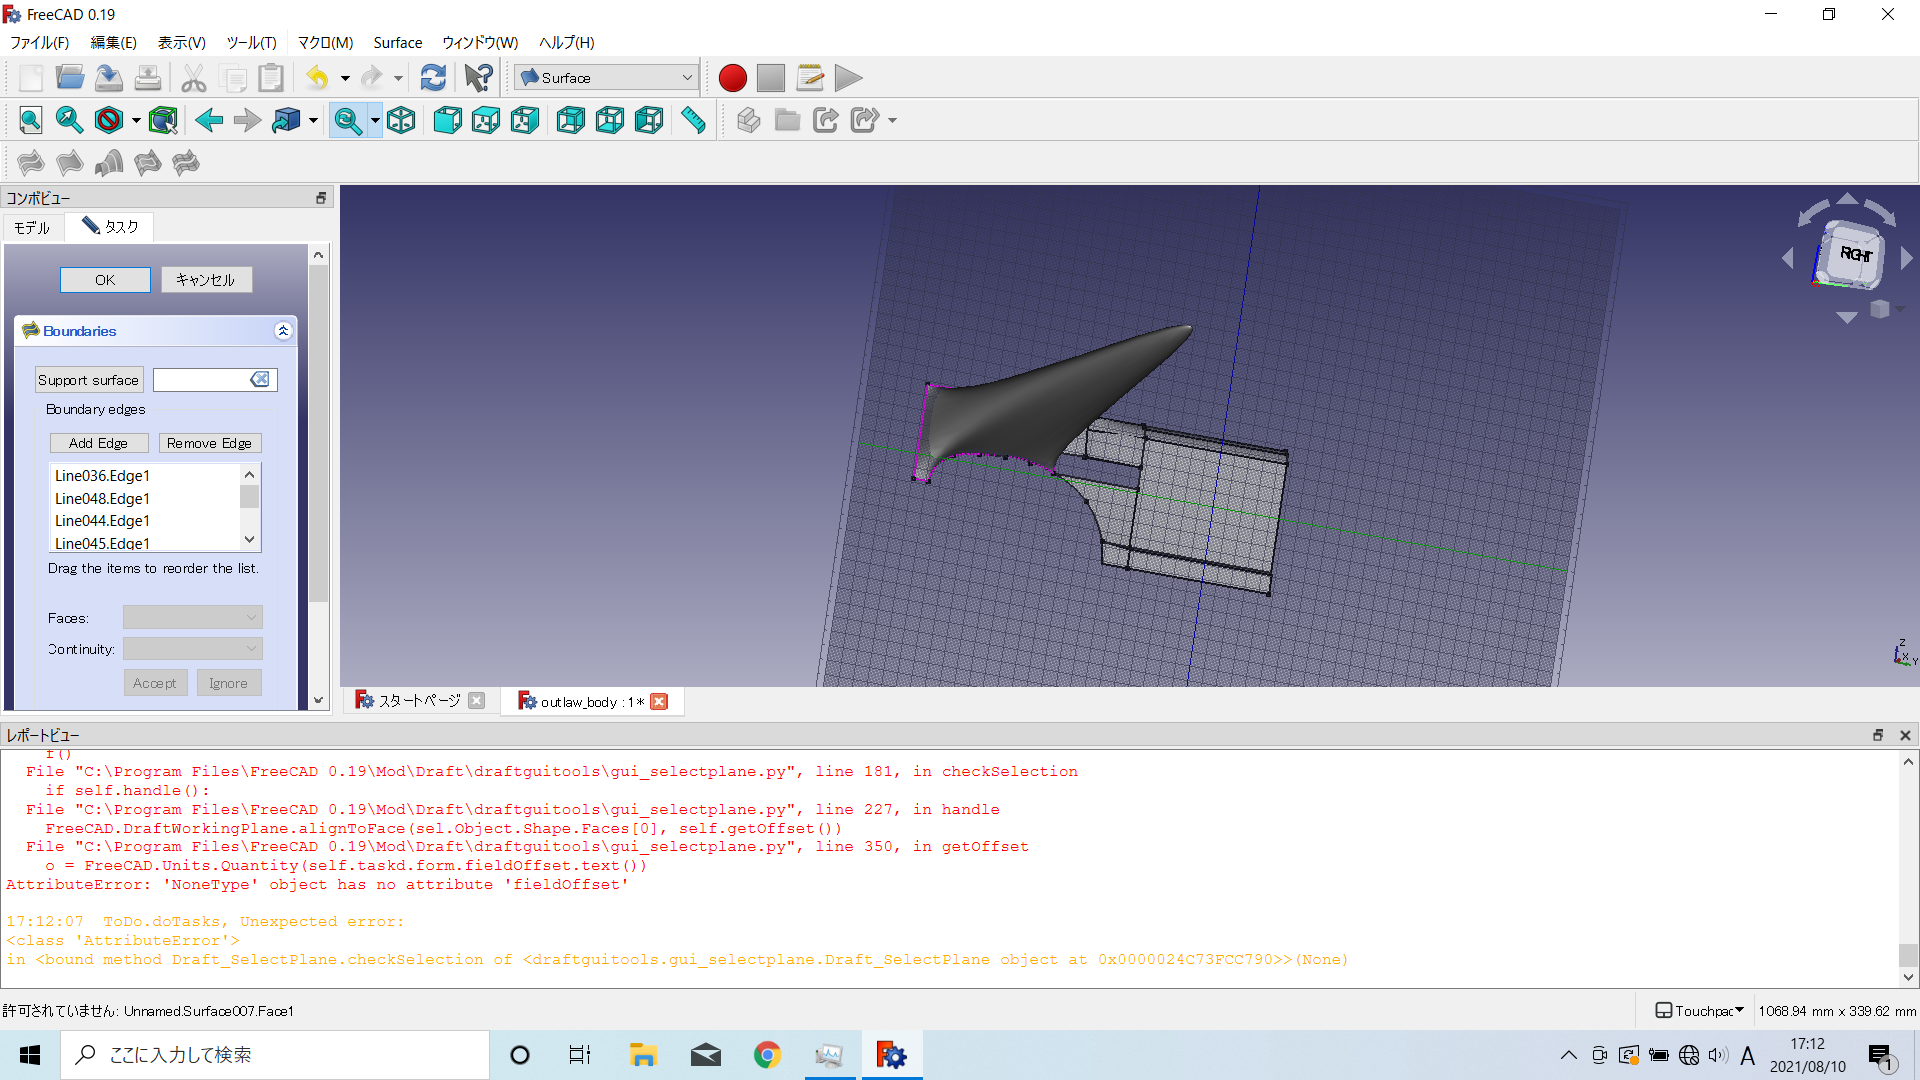 FreeCAD 0.19
ファイル(F) 編集(E) 表示(V) ツール(T) マクロ(M) Surface ウィンドウ(W) ヘルプ(H)
Surface
コンボビュー
モデル タスク
OK キャンセル
Boundaries
Support surface
Boundary edges
Add Edge Remove Edge
Line036.Edge1
Line048.Edge1
Line044.Edge1
Line045.Edge1
Drag the items to reorder the list.
Faces:
Continuity:
Accept Ignore
RIGHT
Z
X
Y
スタートページ outlaw_body : 1*
レポートビュー
f()
File "C:\Program Files\FreeCAD 0.19\Mod\Draft\draftguitools\gui_selectplane.py", line 181, in checkSelection
if self.handle():
File "C:\Program Files\FreeCAD 0.19\Mod\Draft\draftguitools\gui_selectplane.py", line 227, in handle
FreeCAD.DraftWorkingPlane.alignToFace(sel.Object.Shape.Faces[0], self.getOffset())
File "C:\Program Files\FreeCAD 0.19\Mod\Draft\draftguitools\gui_selectplane.py", line 350, in getOffset
o = FreeCAD.Units.Quantity(self.taskd.form.fieldOffset.text())
AttributeError: 'NoneType' object has no attribute 'fieldOffset'
17:12:07 ToDo.doTasks, Unexpected error:
<class 'AttributeError'>
in <bound method Draft_SelectPlane.checkSelection of <draftguitools.gui_selectplane.Draft_SelectPlane object at 0x0000024C73FCC790>>(None)
許可されていません: Unnamed.Surface007.Face1
Touchpac 1068.94 mm x 339.62 mm
ここに入力して検索
A
17:12
2021/08/10
1